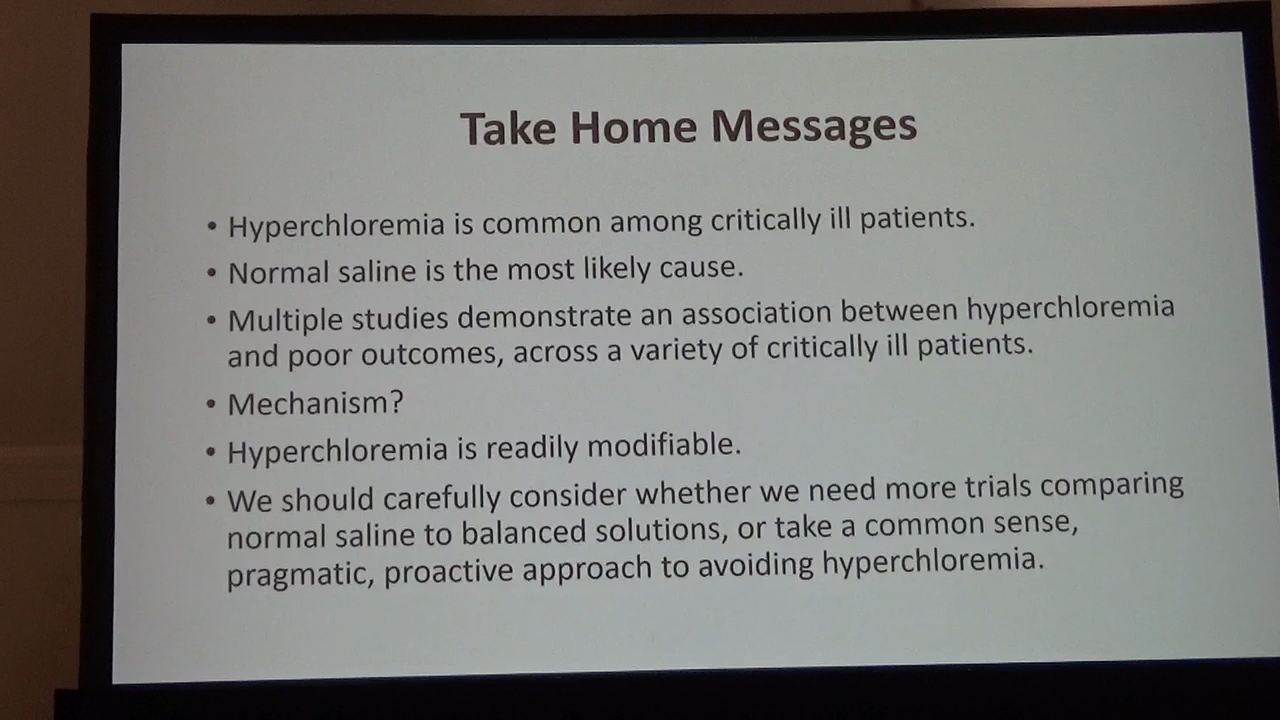 Take Home Messages
• Hyperchloremia is common among critically ill patients.
• Normal saline is the most likely cause.
• Multiple studies demonstrate an association between hyperchloremia
and poor outcomes, across a variety of critically ill patients.
• Mechanism?
• Hyperchloremia is readily modifiable.
• We should carefully consider whether we need more trials comparing
normal saline to balanced solutions, or take a common sense,
pragmatic, proactive approach to avoiding hyperchloremia.